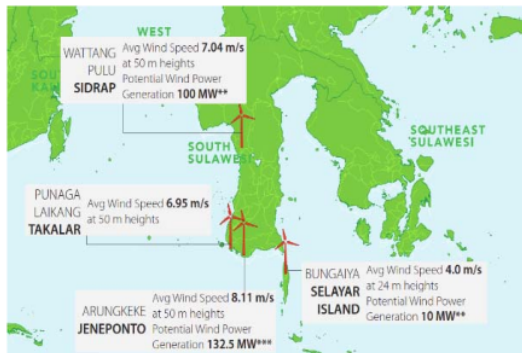 WEST
WATTANG
PULU
SIDRAP
Avg Wind Speed 7.04 m/s
at 50 m heights
Potential Wind Power
Generation 100 MW**
SOUTH
SULAWESI
SOUTHEAST
SULAWESI
PUNAGA
LAIKANG
TAKALAR
Avg Wind Speed 6.95 m/s
at 50 m heights
ARUNGKEKE
JENEPONTO
Avg Wind Speed 8.11 m/s
at 50 m heights
Potential Wind Power
Generation 132.5 MW***
BUNGAIYA
SELAYAR
ISLAND
Avg Wind Speed 4.0 m/s
at 24 m heights
Potential Wind Power
Generation 10 MW**